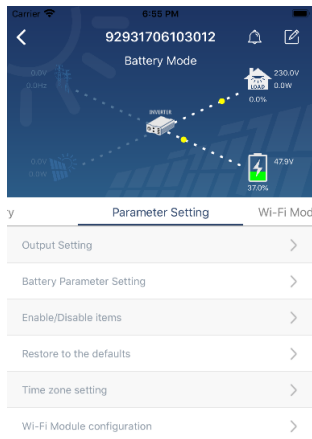 Carrier 6:55 PM
92931706103012
Battery Mode
0.0V
0.0Hz
230.0V
LOAD 0.0W
0.0%
INVERTER
0.0V
0.0W
47.9V
37.0%
y Parameter Setting Wi-Fi Mod
Output Setting
Battery Parameter Setting
Enable/Disable items
Restore to the defaults
Time zone setting
Wi-Fi Module configuration